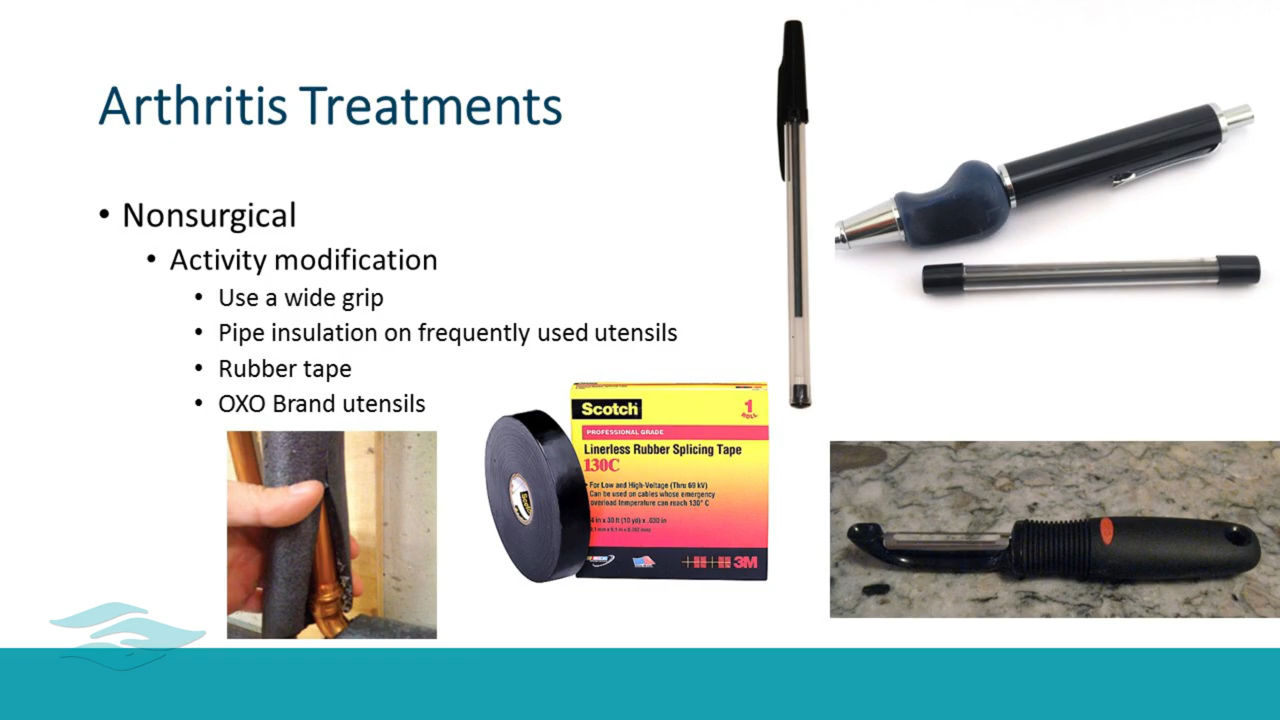 Arthritis Treatments
• Nonsurgical
• Activity modification
• Use a wide grip
• Pipe insulation on frequently used utensils
• Rubber tape
• OXO Brand utensils
Scotch
1
ROLL
PROFESSIONAL GRADE
Linerless Rubber Splicing Tape
130C
• For Low and High-Voltage (Thru 69 kV)
Can be used on cables whose emergency
overload temperature can reach 130° C
3M